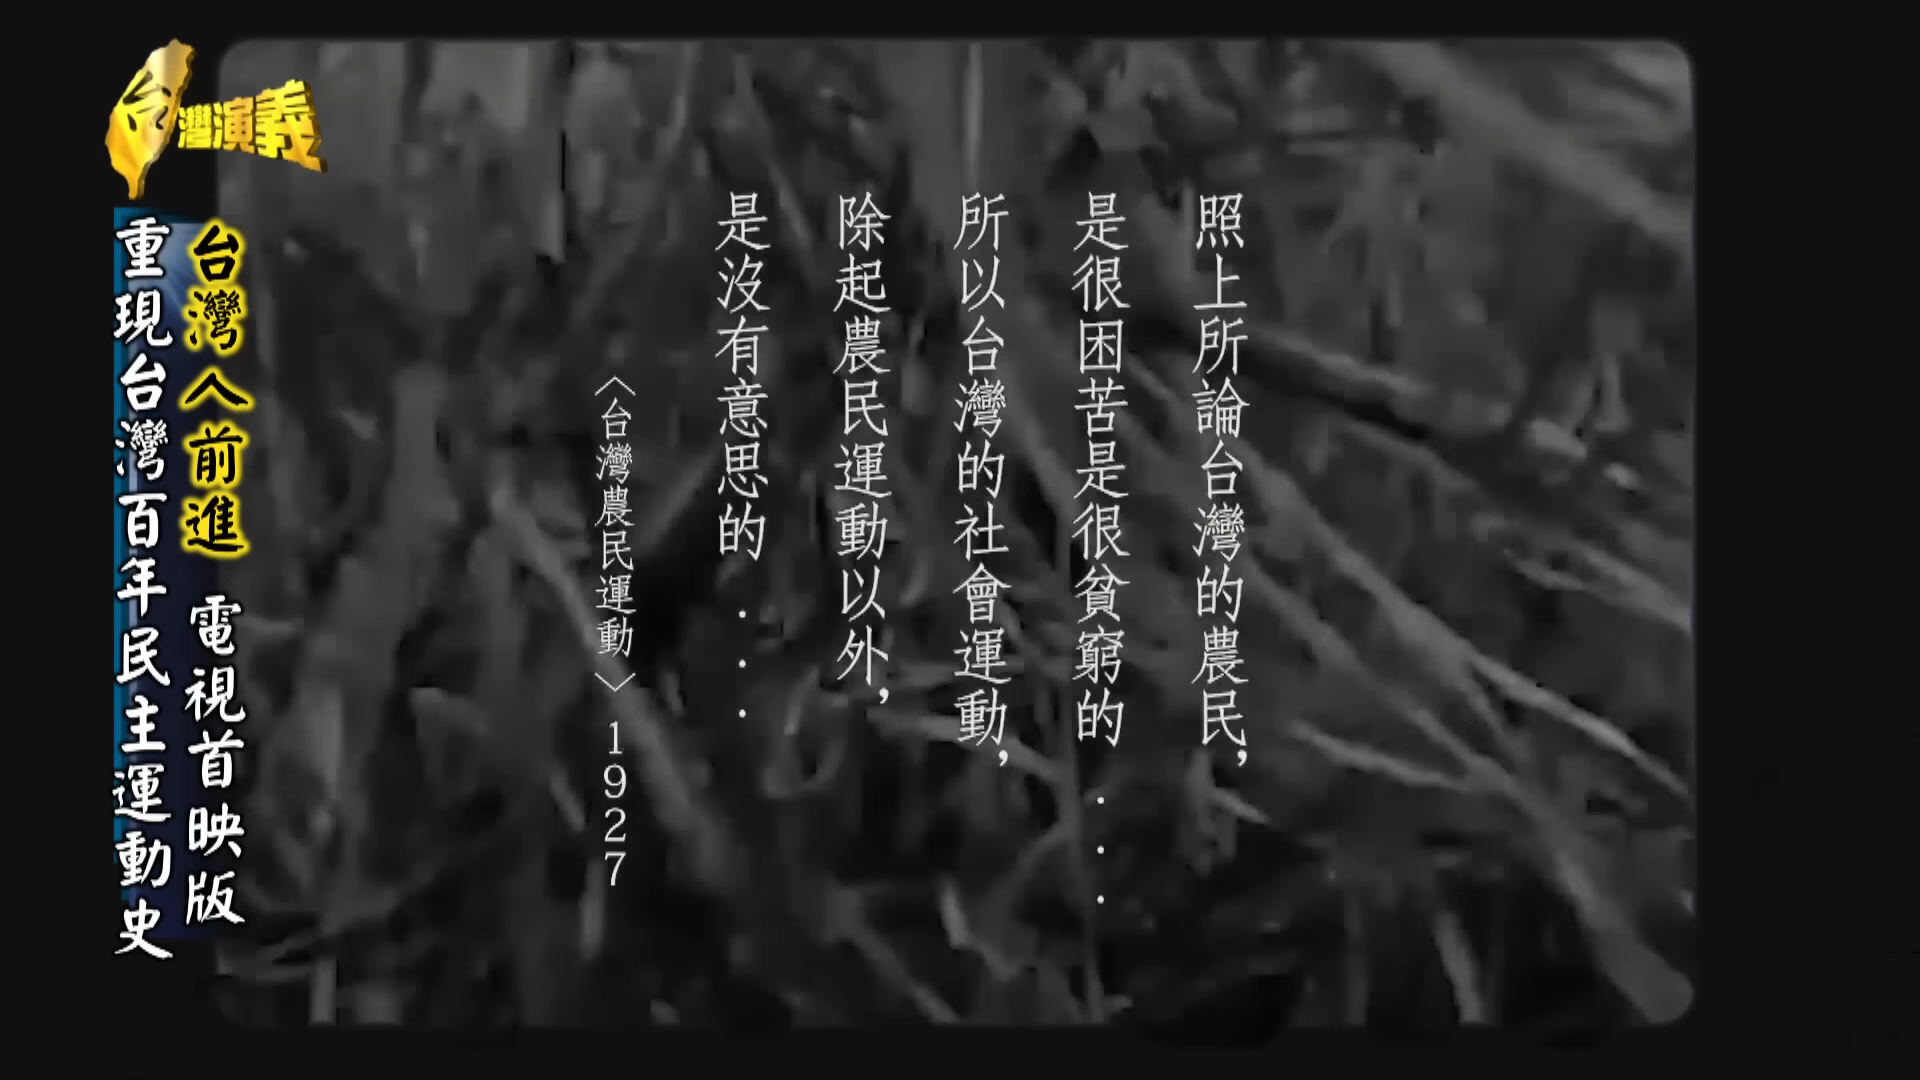 台灣演義
台灣人前進 電視首映版
重現台灣百年民主運動史
照上所論台灣的農民，
是很困苦是很貧窮的...
所以台灣的社會運動，
除起農民運動以外，
是沒有意思的...
〈台灣農民運動〉1927